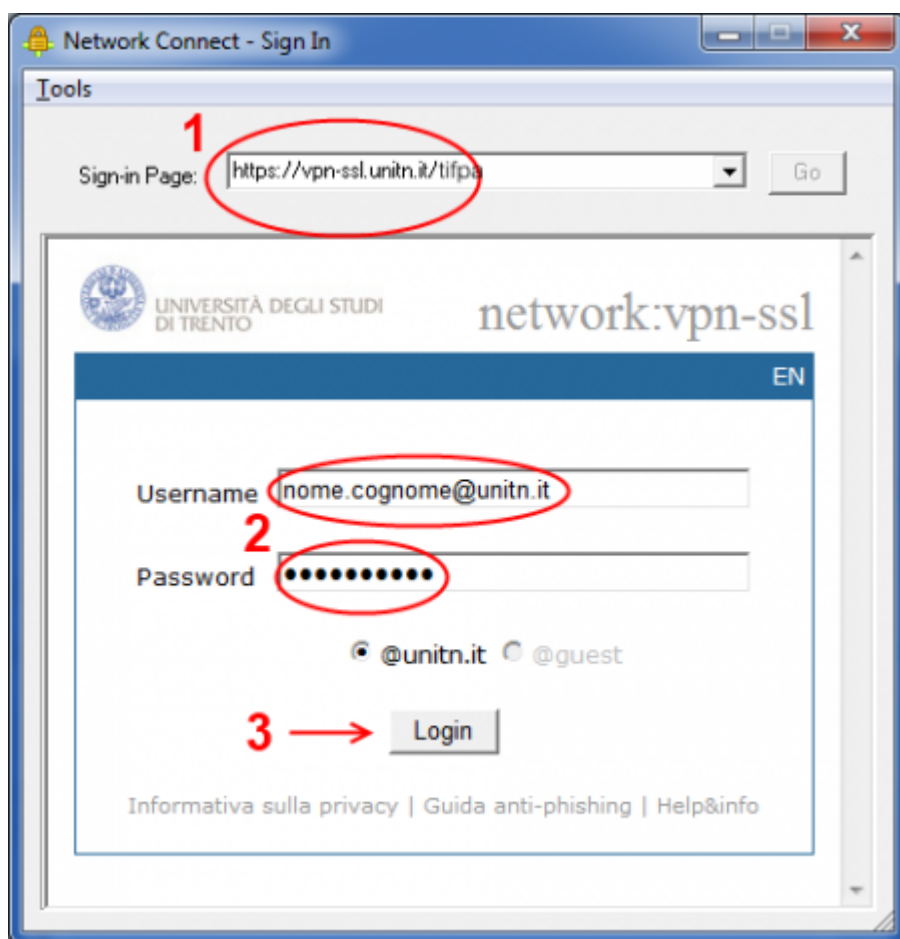 Network Connect - Sign In
Tools
1
Sign-in Page: https://vpn-ssl.unitn.it/tifpa Go
UNIVERSITÀ DEGLI STUDI
DI TRENTO
network:vpn-ssl
EN
Username nome.cognome@unitn.it
2
Password ••••••••••
@unitn.it @guest
3 Login
Informativa sulla privacy | Guida anti-phishing | Help&info